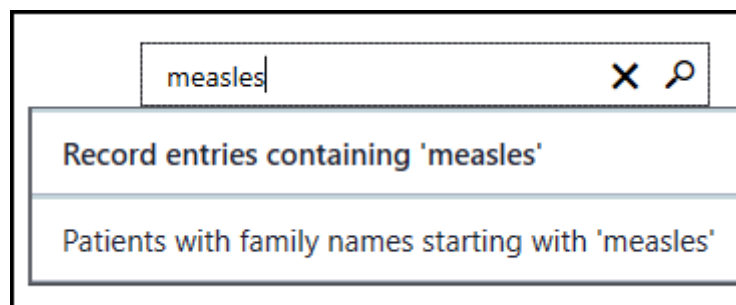 measles
Record entries containing 'measles'
Patients with family names starting with 'measles'